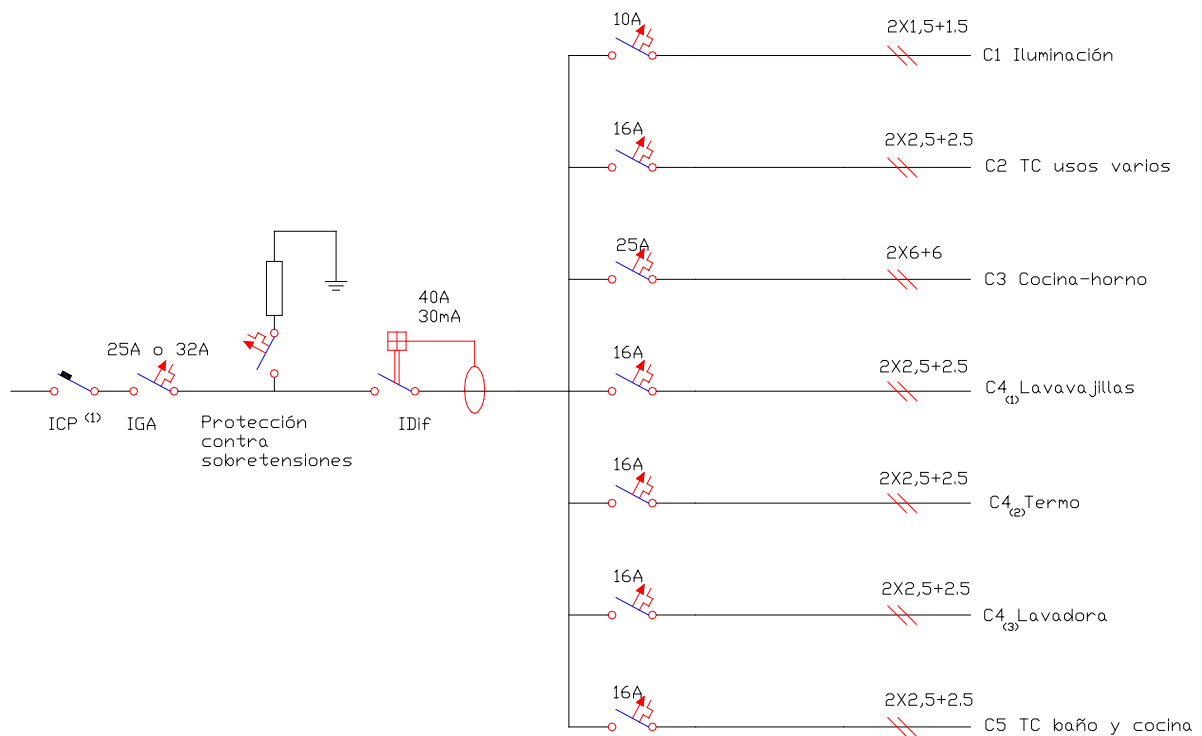 10A
2X1,5+1.5
C1 Iluminación
16A
2X2,5+2.5
C2 TC usos varios
25A
2X6+6
C3 Cocina-horno
40A
30mA
25A o 32A
16A
2X2,5+2.5
C4 (1) Lavavajillas
ICP (1)
IGA
Protección
contra
sobretensiones
IDif
16A
2X2,5+2.5
C4 (2) Termo
16A
2X2,5+2.5
C4 (3) Lavadora
16A
2X2,5+2.5
C5 TC baño y cocina